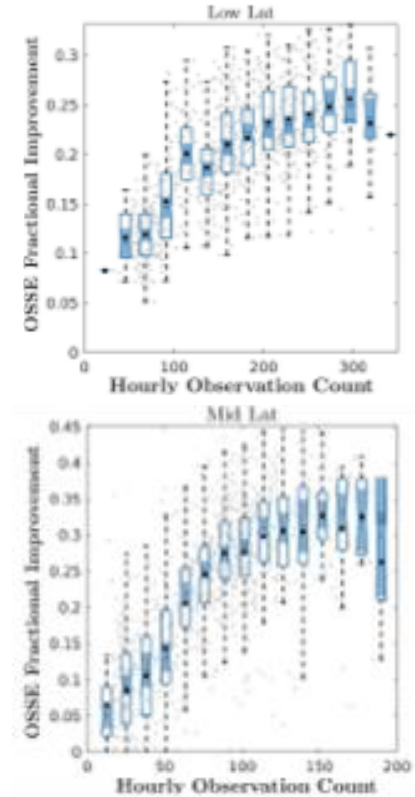 Low Lat
OSSE Fractional Improvement
0.3
0.25
0.2
0.15
0.1
0.05
0
0 100 200 300
Hourly Observation Count
Mid Lat
OSSE Fractional Improvement
0.45
0.4
0.35
0.3
0.25
0.2
0.15
0.1
0.05
0
0 50 100 150 200
Hourly Observation Count